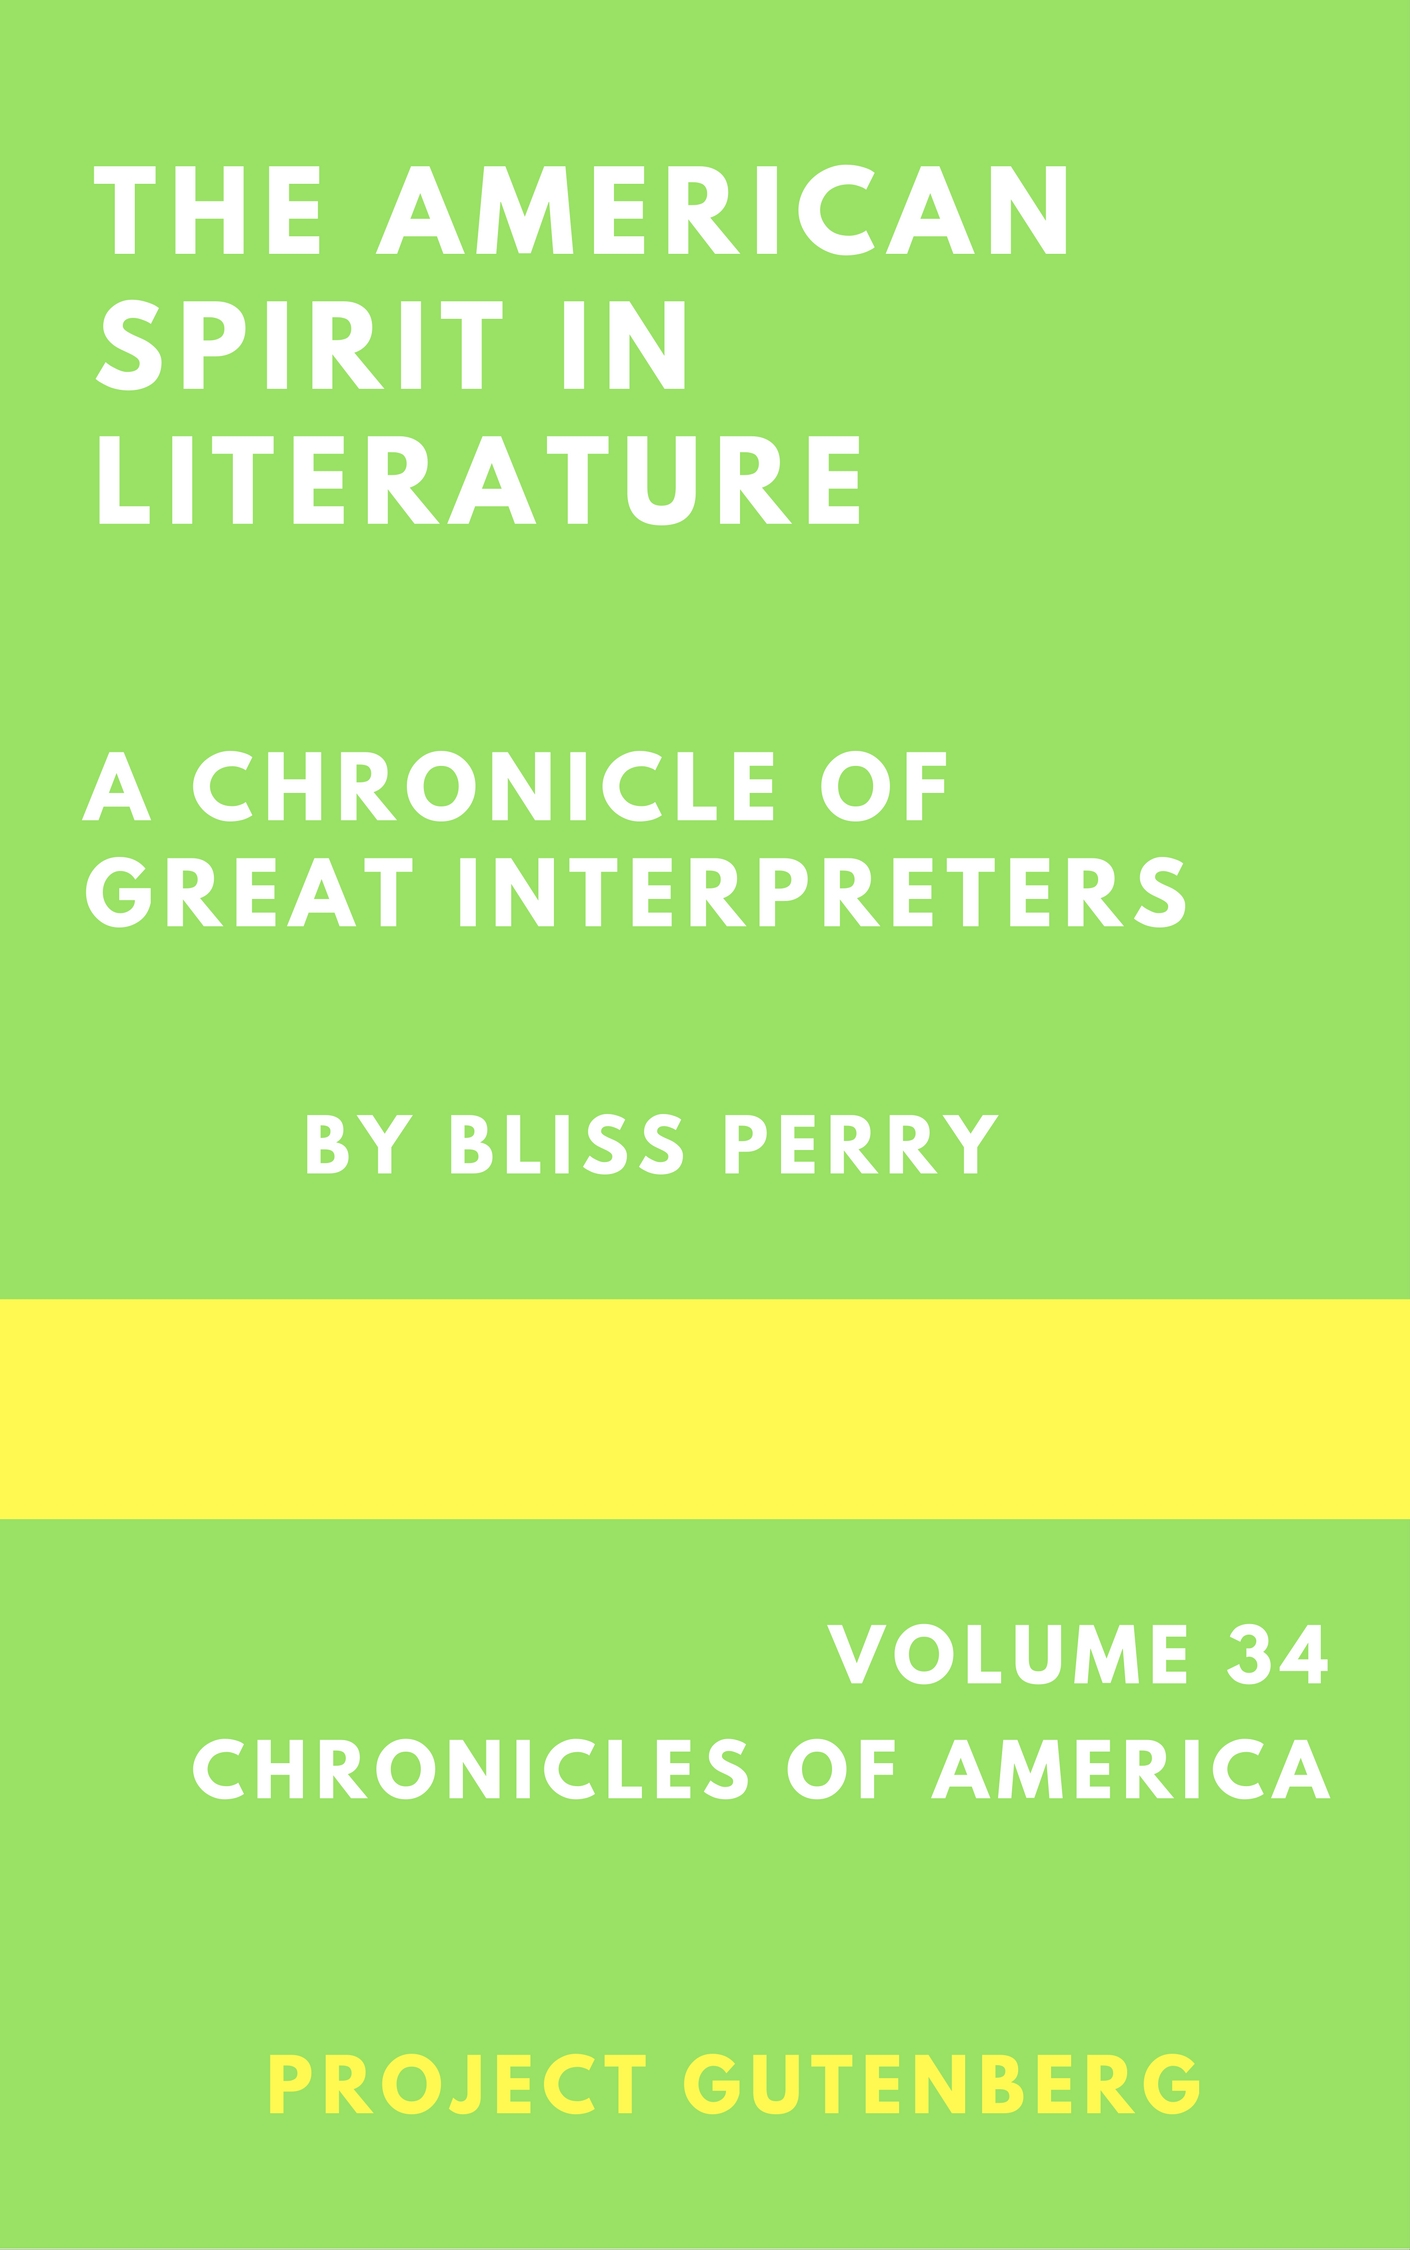 THE AMERICAN
SPIRIT IN
LITERATURE
A CHRONICLE OF
GREAT INTERPRETERS
BY BLISS PERRY
VOLUME 34
CHRONICLES OF AMERICA
PROJECT GUTENBERG